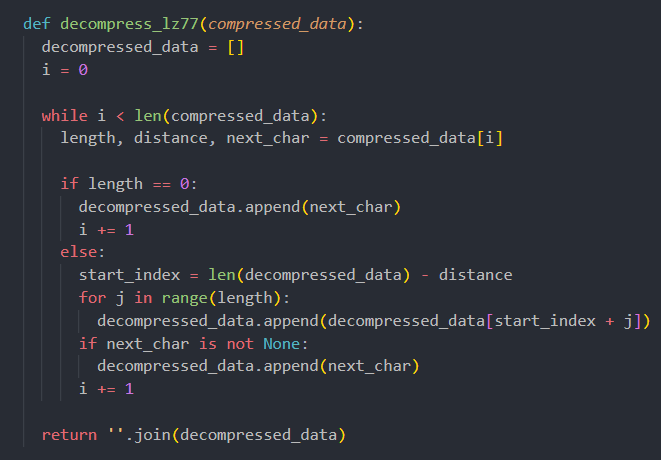 def decompress_lz77(compressed_data):
  decompressed_data = []
  i = 0

  while i < len(compressed_data):
    length, distance, next_char = compressed_data[i]

    if length == 0:
      decompressed_data.append(next_char)
      i += 1
    else:
      start_index = len(decompressed_data) - distance
      for j in range(length):
        decompressed_data.append(decompressed_data[start_index + j])
      if next_char is not None:
        decompressed_data.append(next_char)
      i += 1

  return ''.join(decompressed_data)